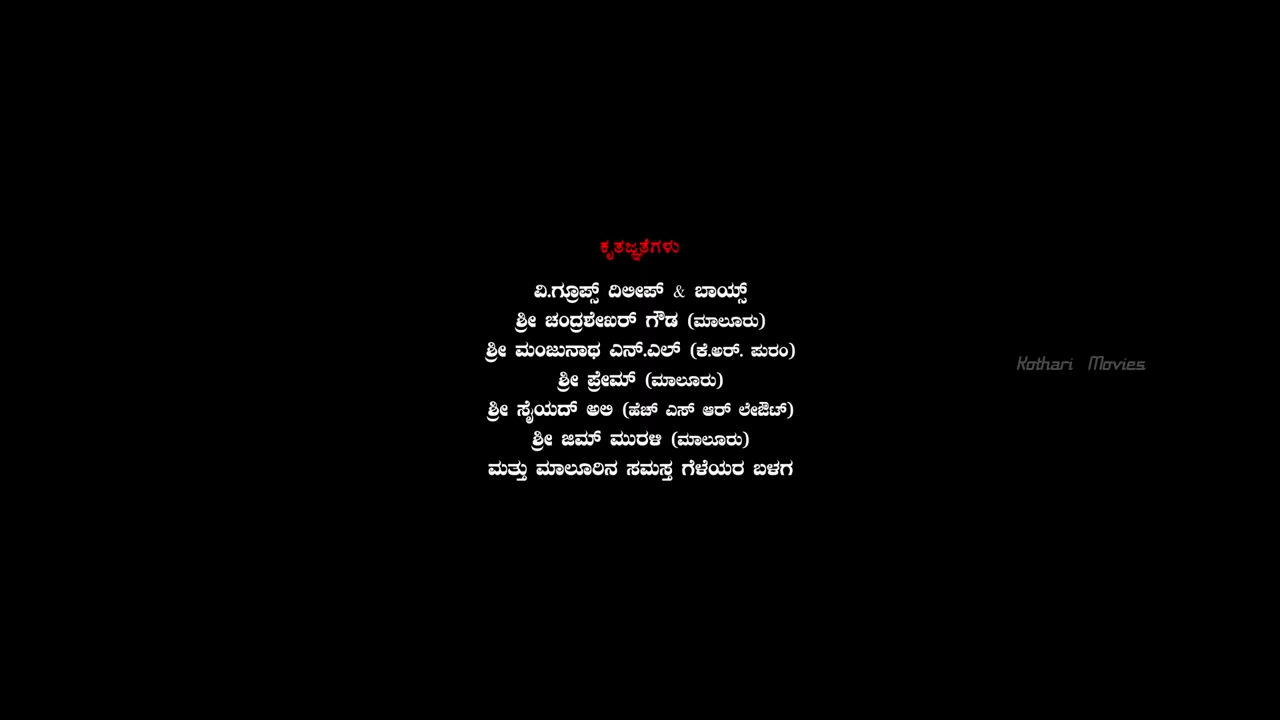 ಕೃತಜ್ಞತೆಗಳು
ವಿ.ಗ್ರೂಪ್ಸ್ ದಿಲೀಪ್ & ಬಾಯ್ಸ್
ಶ್ರೀ ಚಂದ್ರಶೇಖರ್ ಗೌಡ (ಮಾಲೂರು)
ಶ್ರೀ ಮಂಜುನಾಥ ಎನ್.ಎಲ್ (ಕೆ.ಅರ್. ಪುರಂ)
ಶ್ರೀ ಪ್ರೇಮ್ (ಮಾಲೂರು)
ಶ್ರೀ ಸೈಯದ್ ಅಲಿ (ಹೆಚ್ ಎಸ್ ಆರ್ ಲೇಔಟ್)
ಶ್ರೀ ಜಿಮ್ ಮುರಳಿ (ಮಾಲೂರು)
ಮತ್ತು ಮಾಲೂರಿನ ಸಮಸ್ತ ಗೆಳೆಯರ ಬಳಗ
Kothari Movies